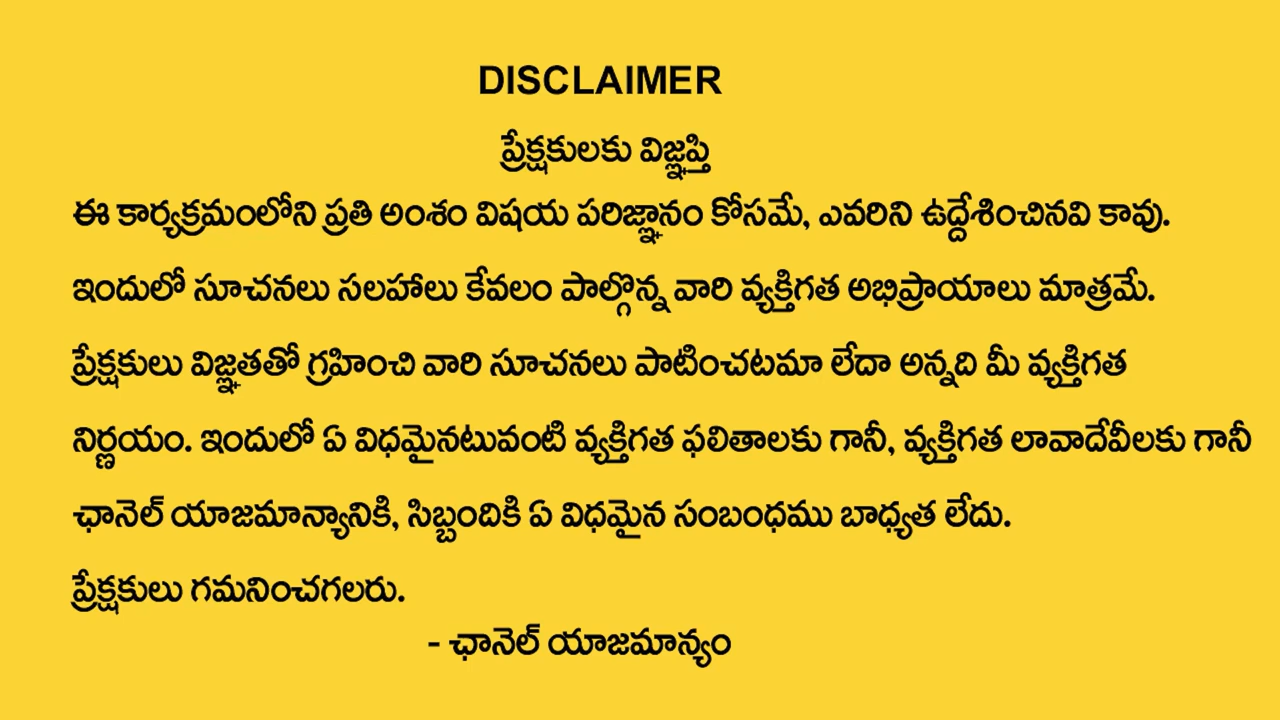 DISCLAIMER
ప్రేక్షకులకు విజ్ఞప్తి
ఈ కార్యక్రమంలోని ప్రతి అంశం విషయ పరిజ్ఞానం కోసమే, ఎవరిని ఉద్దేశించినవి కావు.
ఇందులో సూచనలు సలహాలు కేవలం పాల్గొన్న వారి వ్యక్తిగత అభిప్రాయాలు మాత్రమే.
ప్రేక్షకులు విజ్ఞతతో గ్రహించి వారి సూచనలు పాటించటమా లేదా అన్నది మీ వ్యక్తిగత
నిర్ణయం. ఇందులో ఏ విధమైనటువంటి వ్యక్తిగత ఫలితాలకు గానీ, వ్యక్తిగత లావాదేవీలకు గానీ
ఛానెల్ యాజమాన్యానికి, సిబ్బందికి ఏ విధమైన సంబంధము బాధ్యత లేదు.
ప్రేక్షకులు గమనించగలరు.
- ఛానెల్ యాజమాన్యం